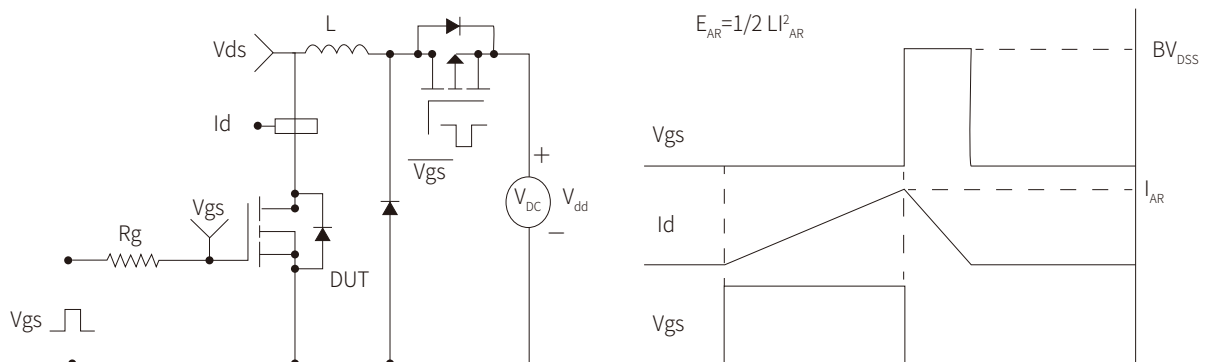 L
Vds
Id
Vgs
+
V_DC
V_dd
−
Vgs
Rg
DUT
Vgs
E_AR=1/2 LI²_AR
BV_DSS
Vgs
I_AR
Id
Vgs